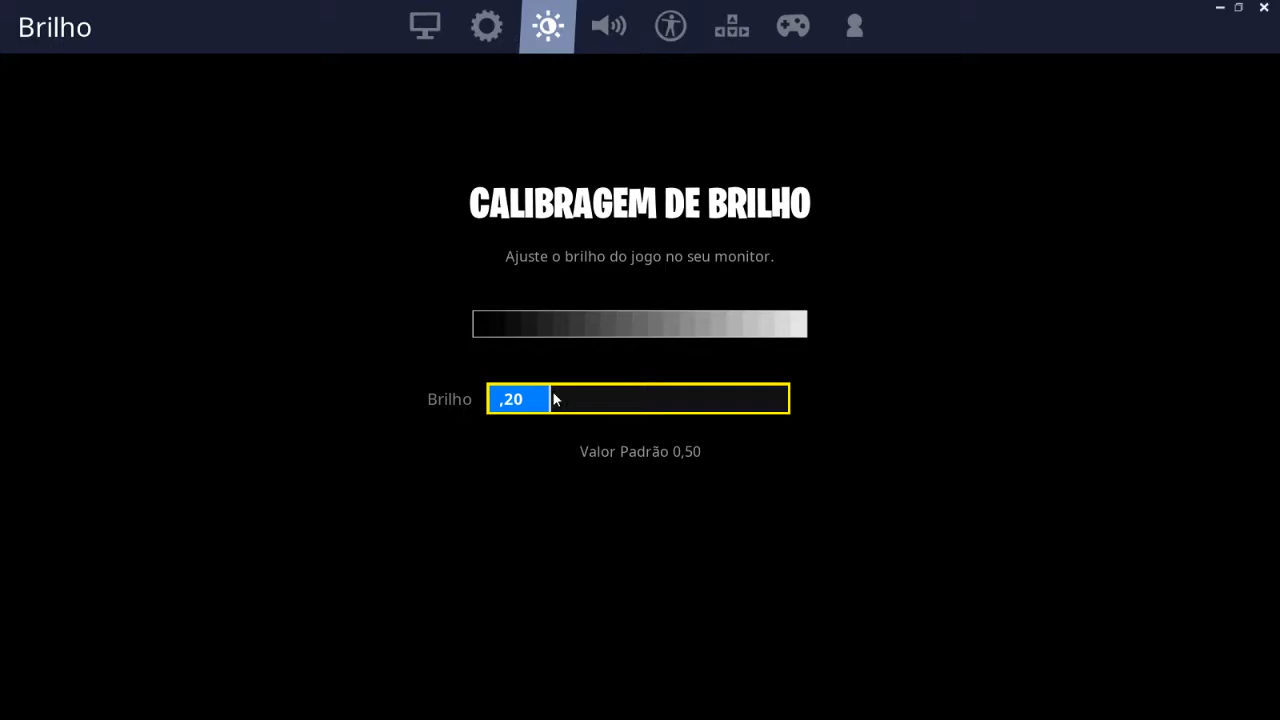 Brilho
CALIBRAGEM DE BRILHO
Ajuste o brilho do jogo no seu monitor.
Brilho ,20
Valor Padrão 0,50